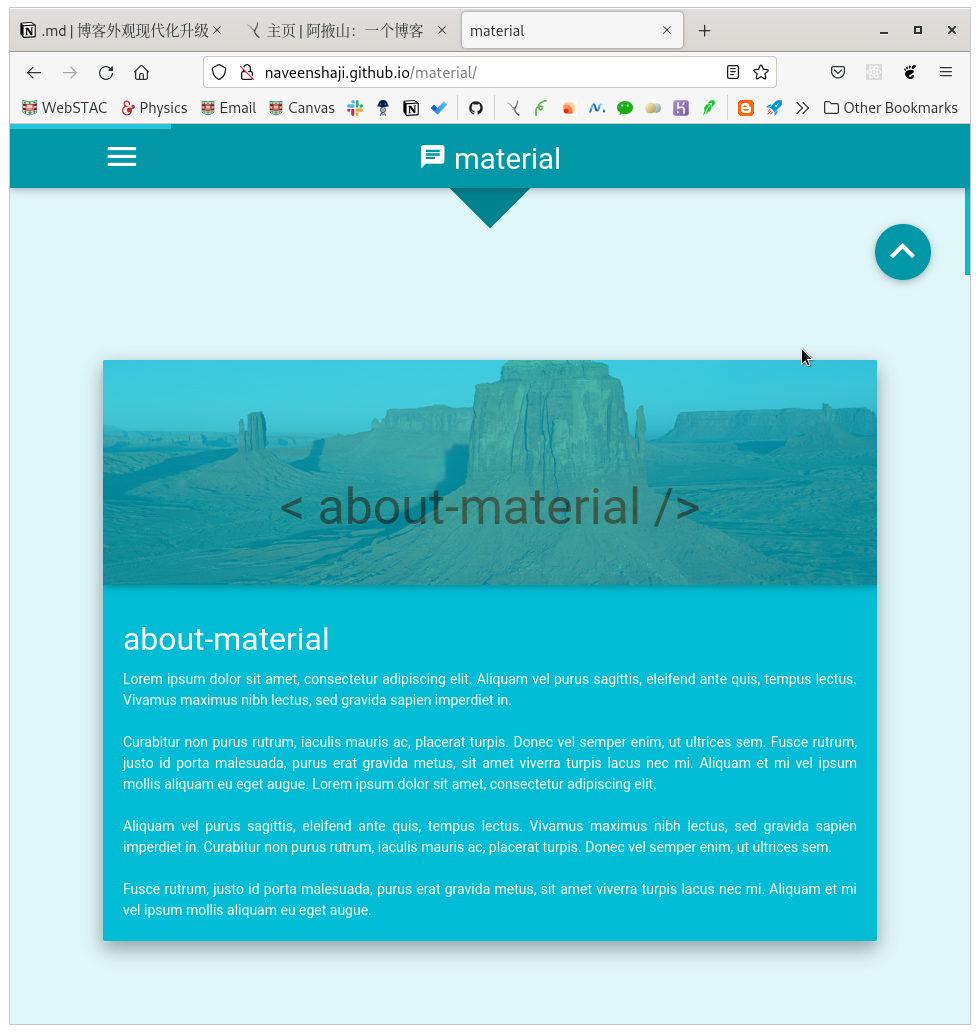 .md | 博客外观现代化升级
主页 | 阿掖山：一个博客
material
naveenshaji.github.io/material/
WebSTAC
Physics
Email
Canvas
Other Bookmarks
material
< about-material />
about-material
Lorem ipsum dolor sit amet, consectetur adipiscing elit. Aliquam vel purus sagittis, eleifend ante quis, tempus lectus.
Vivamus maximus nibh lectus, sed gravida sapien imperdiet in.
Curabitur non purus rutrum, iaculis mauris ac, placerat turpis. Donec vel semper enim, ut ultrices sem. Fusce rutrum,
justo id porta malesuada, purus erat gravida metus, sit amet viverra turpis lacus nec mi. Aliquam et mi vel ipsum
mollis aliquam eu eget augue. Lorem ipsum dolor sit amet, consectetur adipiscing elit.
Aliquam vel purus sagittis, eleifend ante quis, tempus lectus. Vivamus maximus nibh lectus, sed gravida sapien
imperdiet in. Curabitur non purus rutrum, iaculis mauris ac, placerat turpis. Donec vel semper enim, ut ultrices sem.
Fusce rutrum, justo id porta malesuada, purus erat gravida metus, sit amet viverra turpis lacus nec mi. Aliquam et mi
vel ipsum mollis aliquam eu eget augue.